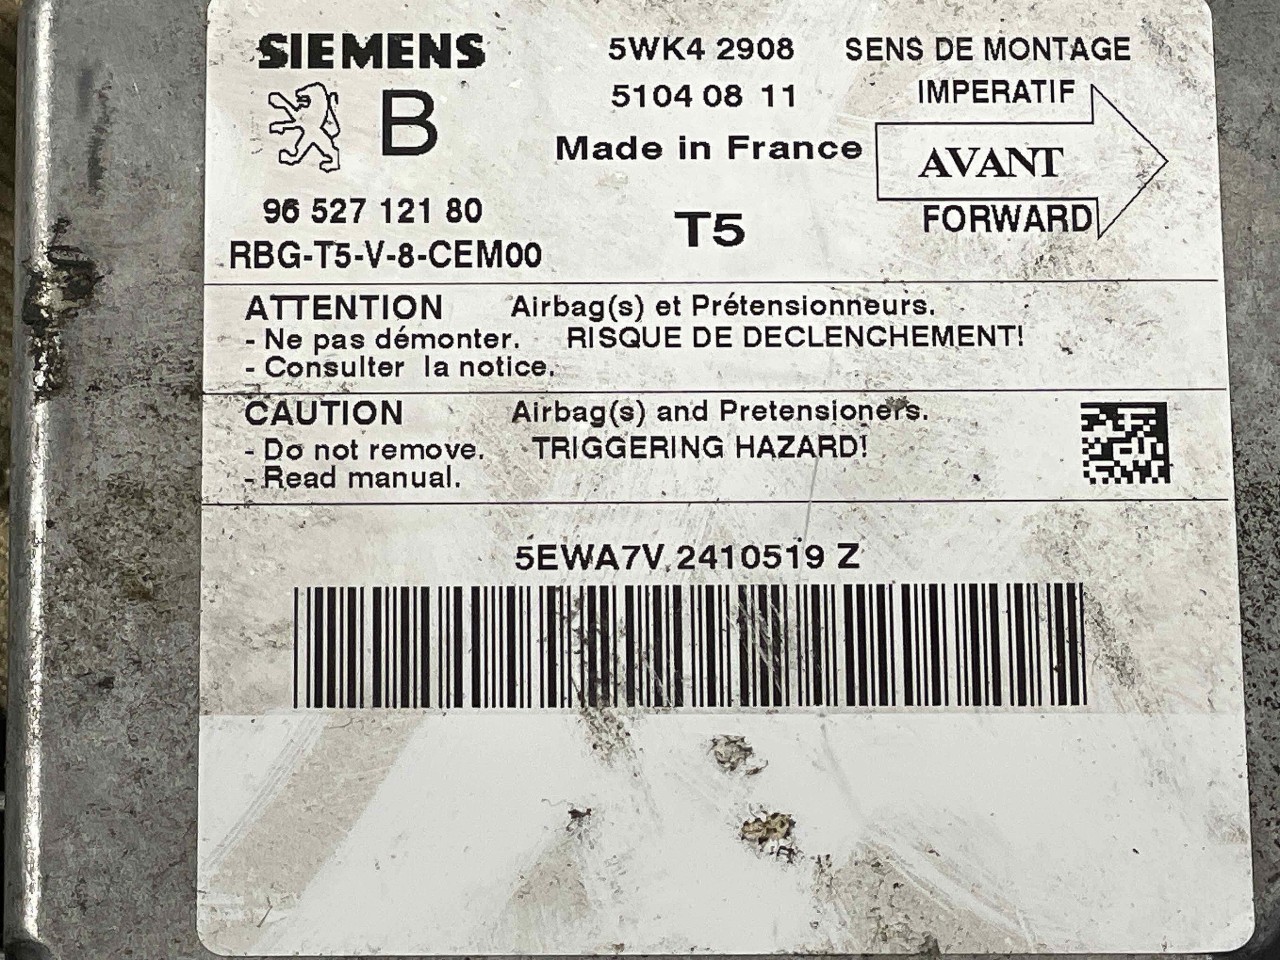 SIEMENS 5WK4 2908 SENS DE MONTAGE
B 5104 08 11 IMPERATIF
Made in France AVANT
96 527 121 80 T5 FORWARD
RBG-T5-V-8-CEM00
ATTENTION Airbag(s) et Prétensionneurs.
- Ne pas démonter. RISQUE DE DECLENCHEMENT!
- Consulter la notice.
CAUTION Airbag(s) and Pretensioners.
- Do not remove. TRIGGERING HAZARD!
- Read manual.
5EWA7V 2410519 Z